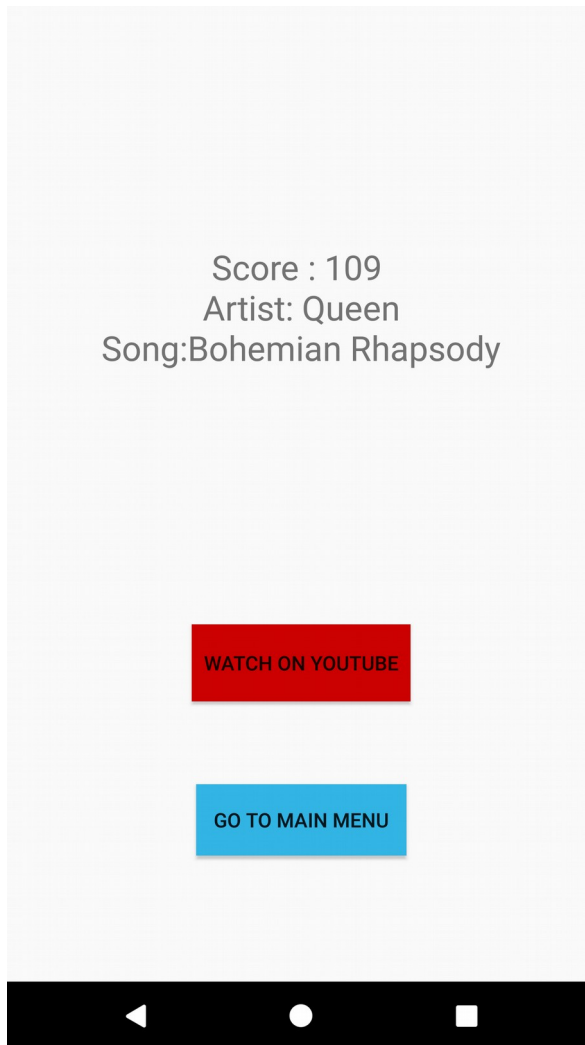 Score : 109
Artist: Queen
Song:Bohemian Rhapsody
WATCH ON YOUTUBE
GO TO MAIN MENU